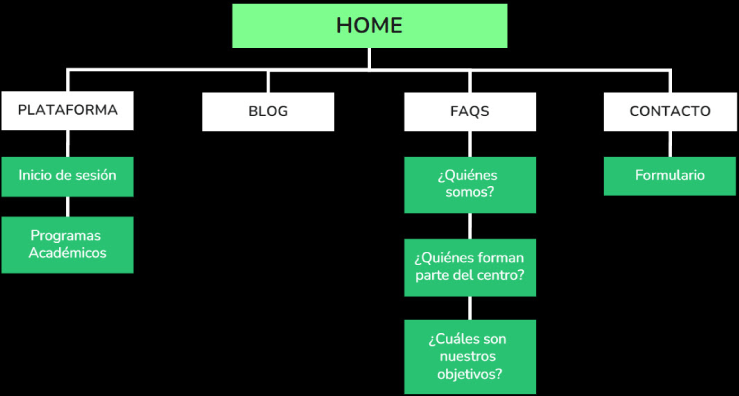 HOME
PLATAFORMA
BLOG
FAQS
CONTACTO
Inicio de sesión
Programas
Académicos
¿Quiénes
somos?
¿Quiénes forman
parte del centro?
¿Cuáles son
nuestros
objetivos?
Formulario